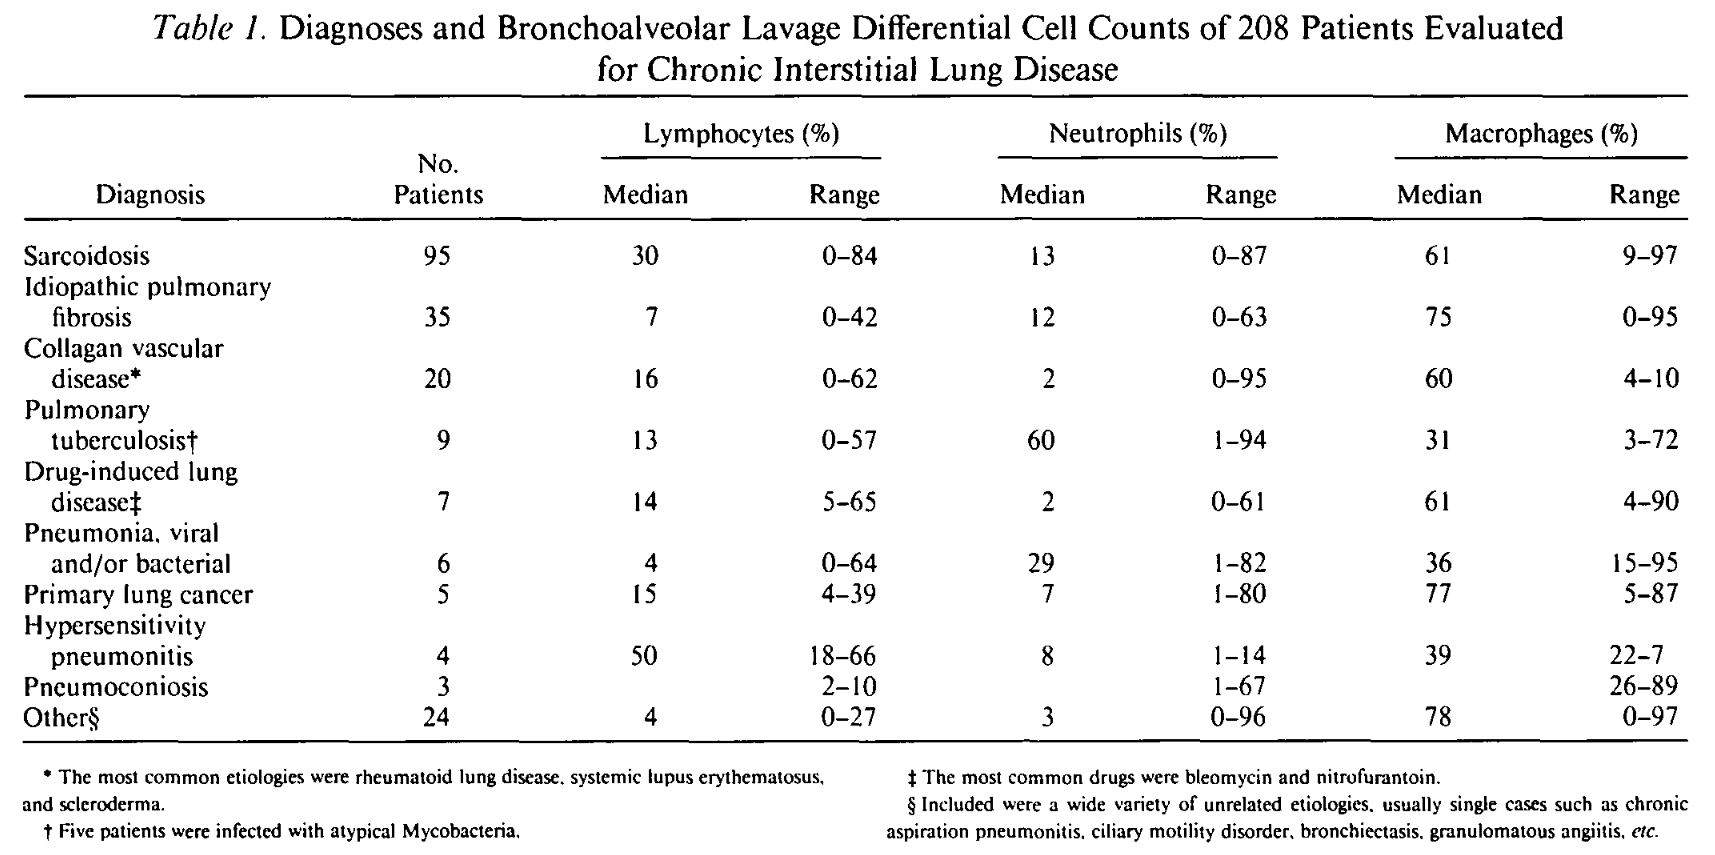 Table 1. Diagnoses and Bronchoalveolar Lavage Differential Cell Counts of 208 Patients Evaluated
for Chronic Interstitial Lung Disease
Lymphocytes (%) Neutrophils (%) Macrophages (%)
No.
Diagnosis Patients Median Range Median Range Median Range
Sarcoidosis 95 30 0–84 13 0–87 61 9–97
Idiopathic pulmonary
fibrosis 35 7 0–42 12 0–63 75 0–95
Collagan vascular
disease* 20 16 0–62 2 0–95 60 4–10
Pulmonary
tuberculosis† 9 13 0–57 60 1–94 31 3–72
Drug-induced lung
disease‡ 7 14 5–65 2 0–61 61 4–90
Pneumonia, viral
and/or bacterial 6 4 0–64 29 1–82 36 15–95
Primary lung cancer 5 15 4–39 7 1–80 77 5–87
Hypersensitivity
pneumonitis 4 50 18–66 8 1–14 39 22–7
Pneumoconiosis 3 2–10 1–67 26–89
Other§ 24 4 0–27 3 0–96 78 0–97
* The most common etiologies were rheumatoid lung disease, systemic lupus erythematosus,
and scleroderma.
† Five patients were infected with atypical Mycobacteria.
‡ The most common drugs were bleomycin and nitrofurantoin.
§ Included were a wide variety of unrelated etiologies, usually single cases such as chronic
aspiration pneumonitis, ciliary motility disorder, bronchiectasis, granulomatous angiitis, etc.